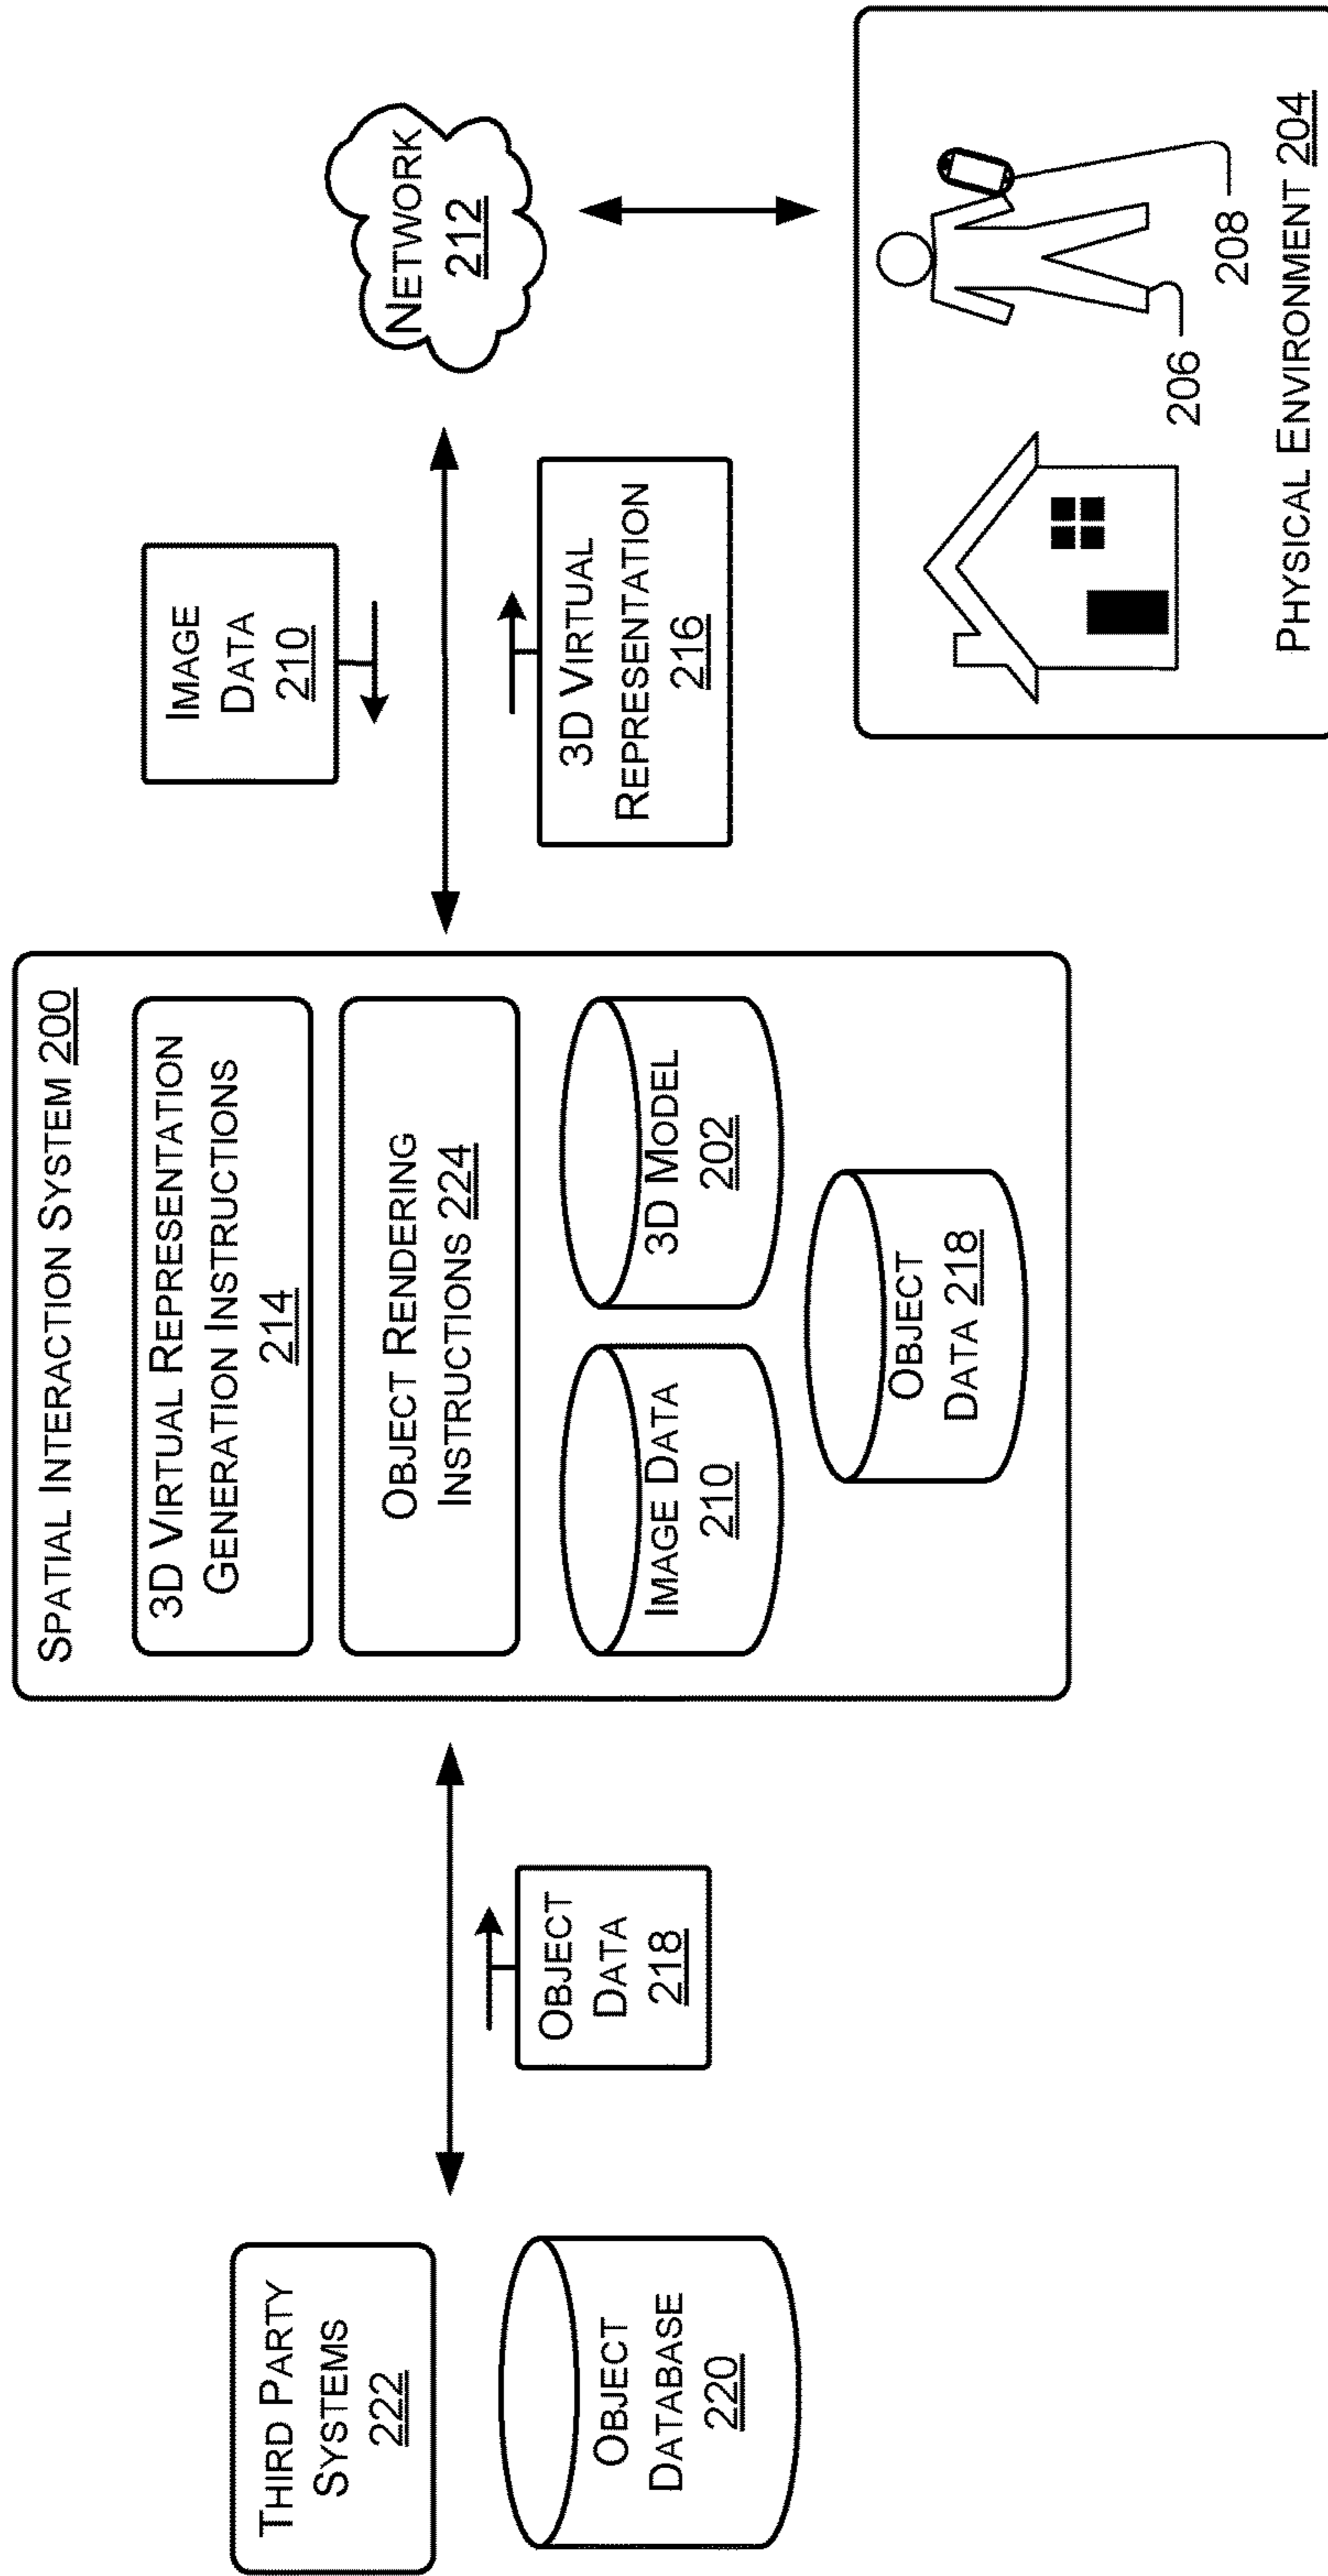 THIRD PARTY
SYSTEMS
222
OBJECT
DATABASE
220
OBJECT
DATA
218
SPATIAL INTERACTION SYSTEM 200
3D VIRTUAL REPRESENTATION
GENERATION INSTRUCTIONS
214
OBJECT RENDERING
INSTRUCTIONS 224
IMAGE DATA
210
3D MODEL
202
OBJECT
DATA 218
IMAGE
DATA
210
3D VIRTUAL
REPRESENTATION
216
NETWORK
212
206
208
PHYSICAL ENVIRONMENT 204